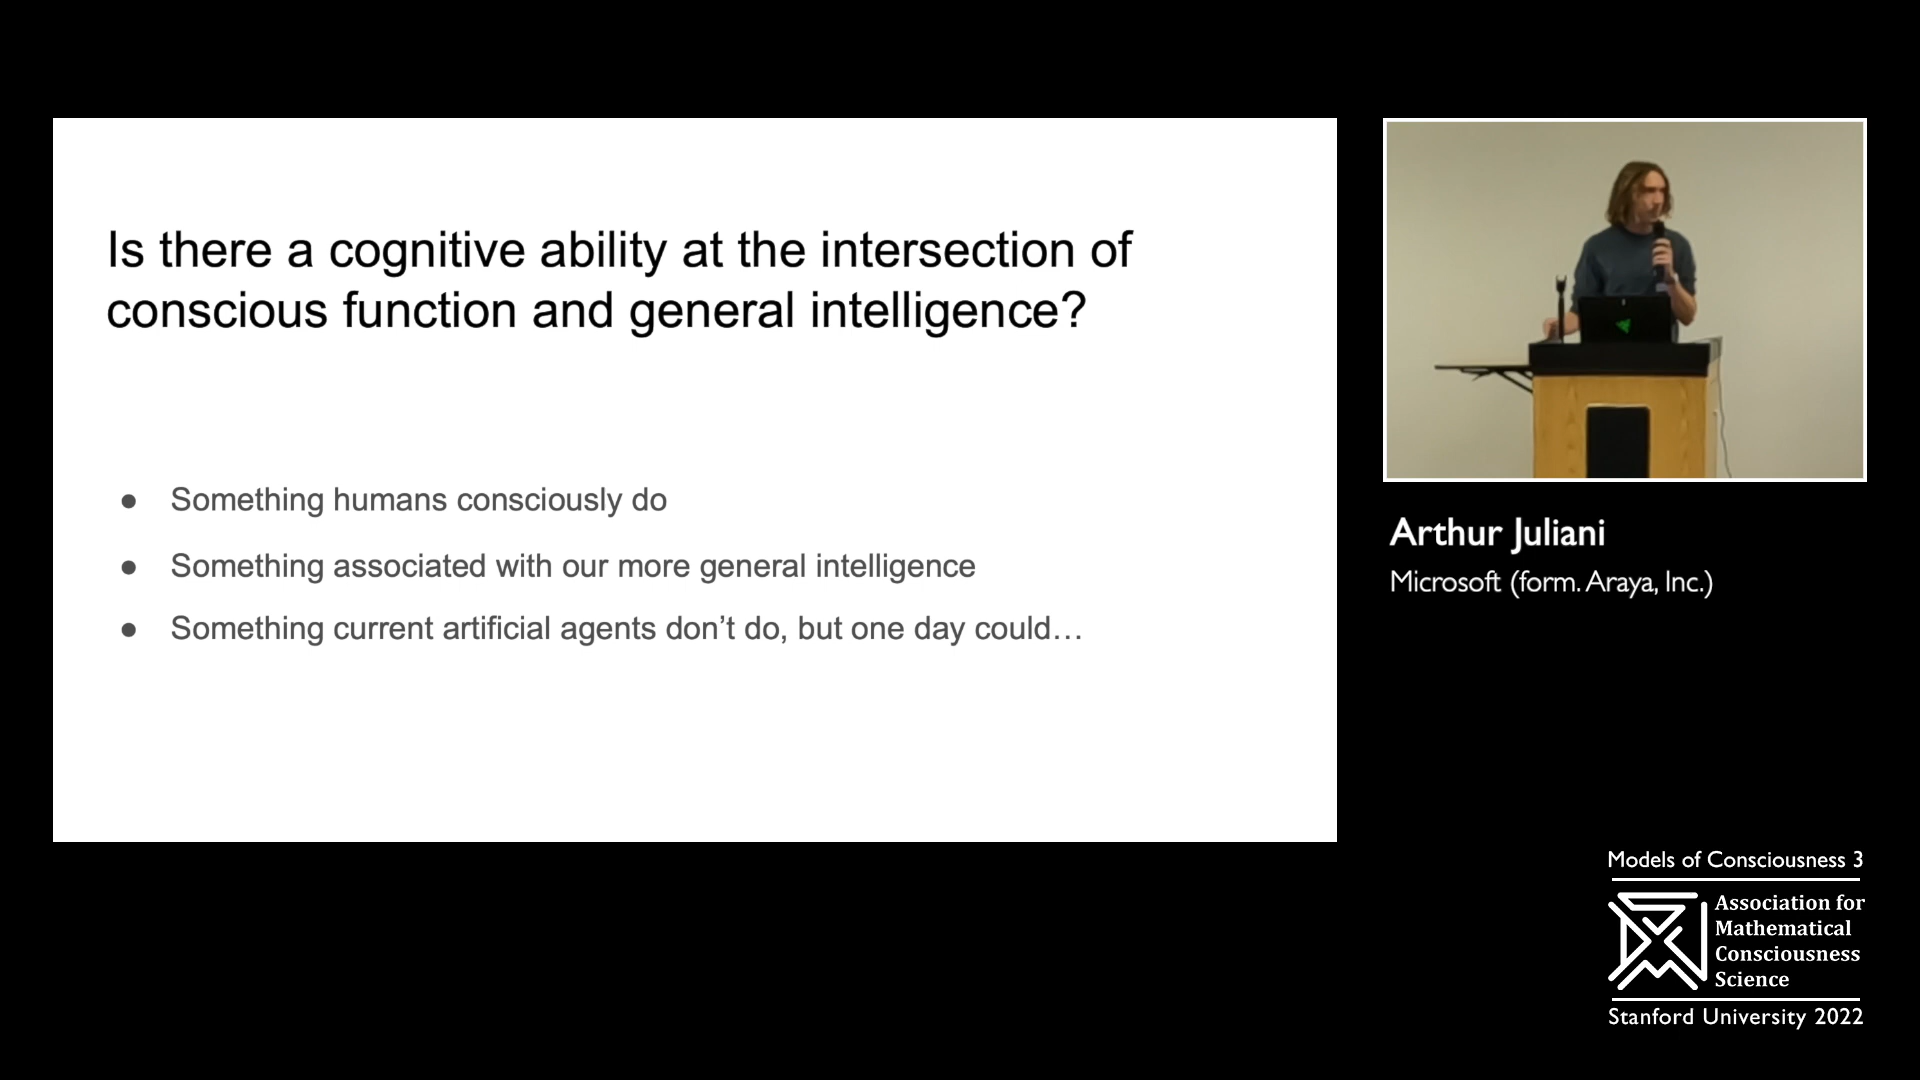 Is there a cognitive ability at the intersection of
conscious function and general intelligence?
● Something humans consciously do
● Something associated with our more general intelligence
● Something current artificial agents don’t do, but one day could…
Arthur Juliani
Microsoft (form. Araya, Inc.)
Models of Consciousness 3
Association for
Mathematical
Consciousness
Science
Stanford University 2022